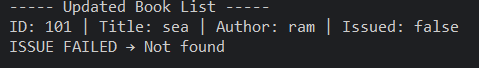 ----- Updated Book List -----
ID: 101 | Title: sea | Author: ram | Issued: false
ISSUE FAILED → Not found